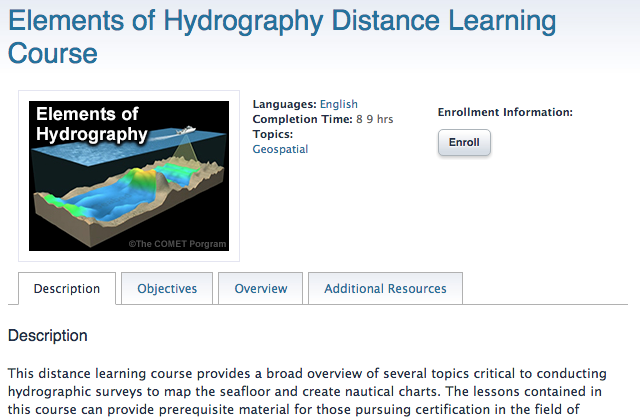 Elements of Hydrography Distance Learning
Course
Elements of
Hydrography
©The COMET Porgram
Languages: English
Completion Time: 8 9 hrs
Topics:
Geospatial
Enrollment Information:
Enroll
Description
Objectives
Overview
Additional Resources
Description
This distance learning course provides a broad overview of several topics critical to conducting
hydrographic surveys to map the seafloor and create nautical charts. The lessons contained in
this course can provide prerequisite material for those pursuing certification in the field of